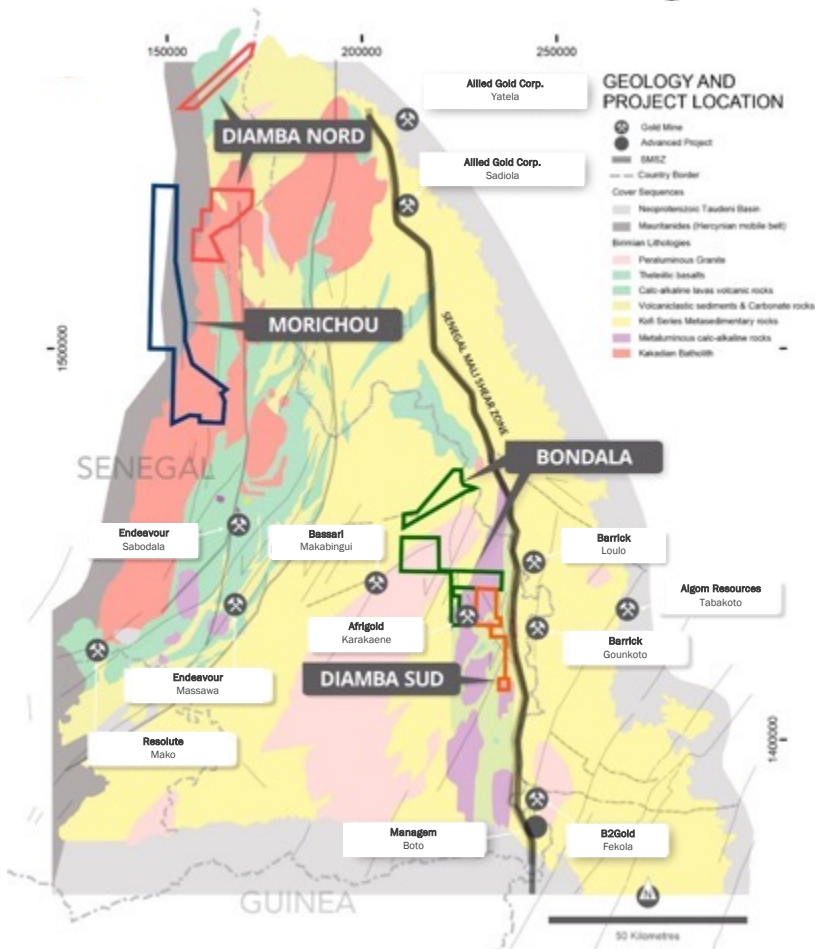 150000
200000
250000
1500000
1400000
GEOLOGY AND
PROJECT LOCATION
Gold Mine
Advanced Project
SMSZ
Country Border
Cover Sequences
Neoproterozoic Taudeni Basin
Mauritanides (Hercynian mobile belt)
Birimian Lithologies
Peraluminous Granite
Theleiitic basalts
Calc-alkaline lavas volcanic rocks
Volcaniclastic sediments & Carbonate rocks
Kofi Series Metasedimentary rocks
Metaluminous calc-alkaline rocks
Kakadian Batholith
Allied Gold Corp.
Yatela
DIAMBA NORD
Allied Gold Corp.
Sadiola
MORICHOU
SENEGAL MALI SHEAR ZONE
SENEGAL
BONDALA
Endeavour
Sabodala
Bassari
Makabingui
Barrick
Loulo
Algom Resources
Tabakoto
Afrigold
Karakaene
Barrick
Gounkoto
Endeavour
Massawa
DIAMBA SUD
Resolute
Mako
Managem
Boto
B2Gold
Fekola
GUINEA
N
50 Kilometres